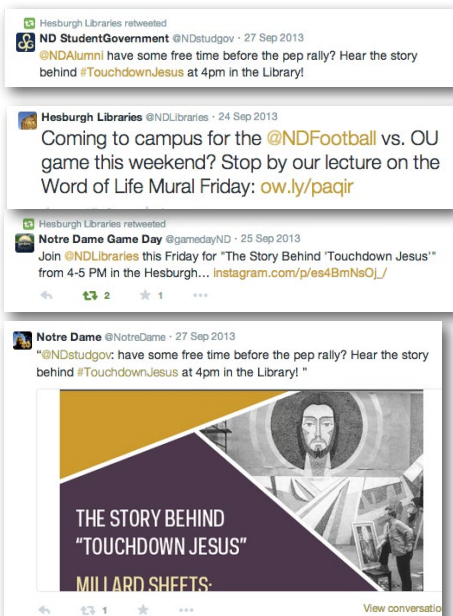 Hesburgh Libraries retweeted
ND StudentGovernment @NDstudgov · 27 Sep 2013
@NDAlumni have some free time before the pep rally? Hear the story
behind #TouchdownJesus at 4pm in the Library!
Hesburgh Libraries @NDLibraries · 24 Sep 2013
Coming to campus for the @NDFootball vs. OU
game this weekend? Stop by our lecture on the
Word of Life Mural Friday: ow.ly/paqir
Hesburgh Libraries retweeted
Notre Dame Game Day @gamedayND · 25 Sep 2013
Join @NDLibraries this Friday for "The Story Behind 'Touchdown Jesus'"
from 4-5 PM in the Hesburgh... instagram.com/p/es4BmNsOj_/
2 1
Notre Dame @NotreDame · 27 Sep 2013
"@NDstudgov: have some free time before the pep rally? Hear the story
behind #TouchdownJesus at 4pm in the Library! "
THE STORY BEHIND
"TOUCHDOWN JESUS"
MILLARD SHEETS:
1
View conversatio